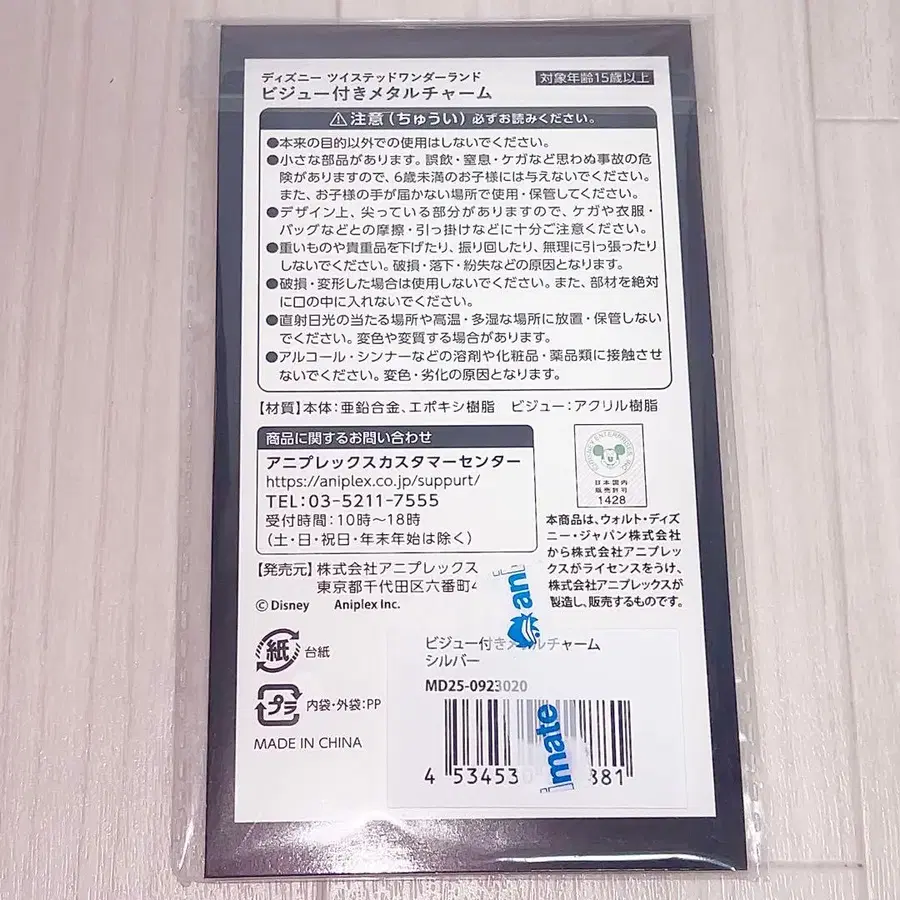 ディズニー ツイステッドワンダーランド
ビジュー付きメタルチャーム
対象年齢15歳以上
⚠注意(ちゅうい)必ずお読みください。
●本来の目的以外での使用はしないでください。
●小さな部品があります。誤飲・窒息・ケガなど思わぬ事故の危
険がありますので、6歳未満のお子様には与えないでください。
また、お子様の手が届かない場所で使用・保管してください。
●デザイン上、尖っている部分がありますので、ケガや衣服・
バッグなどとの摩擦・引っ掛けなどに十分ご注意ください。
●重いものや貴重品を下げたり、振り回したり、無理に引っ張ったり
しないでください。破損・落下・紛失などの原因となります。
●破損・変形した場合は使用しないでください。また、部材を絶対
に口の中に入れないでください。
●直射日光の当たる場所や高温・多湿な場所に放置・保管しない
でください。変色や変質する場合があります。
●アルコール・シンナーなどの溶剤や化粧品・薬品類に接触させ
ないでください。変色・劣化の原因となります。
【材質】本体:亜鉛合金、エポキシ樹脂 ビジュー:アクリル樹脂
商品に関するお問い合わせ
アニプレックスカスタマーセンター
https://aniplex.co.jp/suppurt/
TEL:03-5211-7555
受付時間:10時~18時
(土・日・祝日・年末年始は除く)
日本国内
販売許可
1428
本商品は、ウォルト・ディズ
ニー・ジャパン株式会社
から株式会社アニプレッ
クスがライセンスをうけ、
株式会社アニプレックスが
製造し、販売するものです。
【発売元】株式会社アニプレックス
東京都千代田区六番町
© Disney Aniplex Inc.
紙 台紙
プラ 内袋・外袋:PP
MADE IN CHINA
ani
mate
ビジュー付きメタルチャーム
シルバー
MD25-0923020
4 53453 881